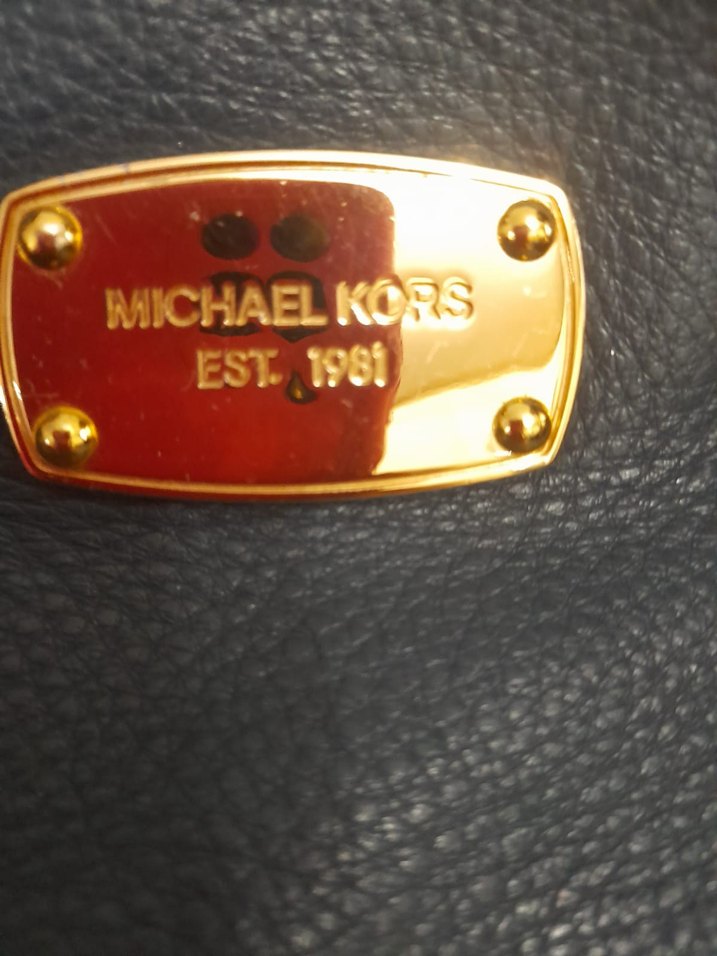 MICHAEL KORS
EST. 1981